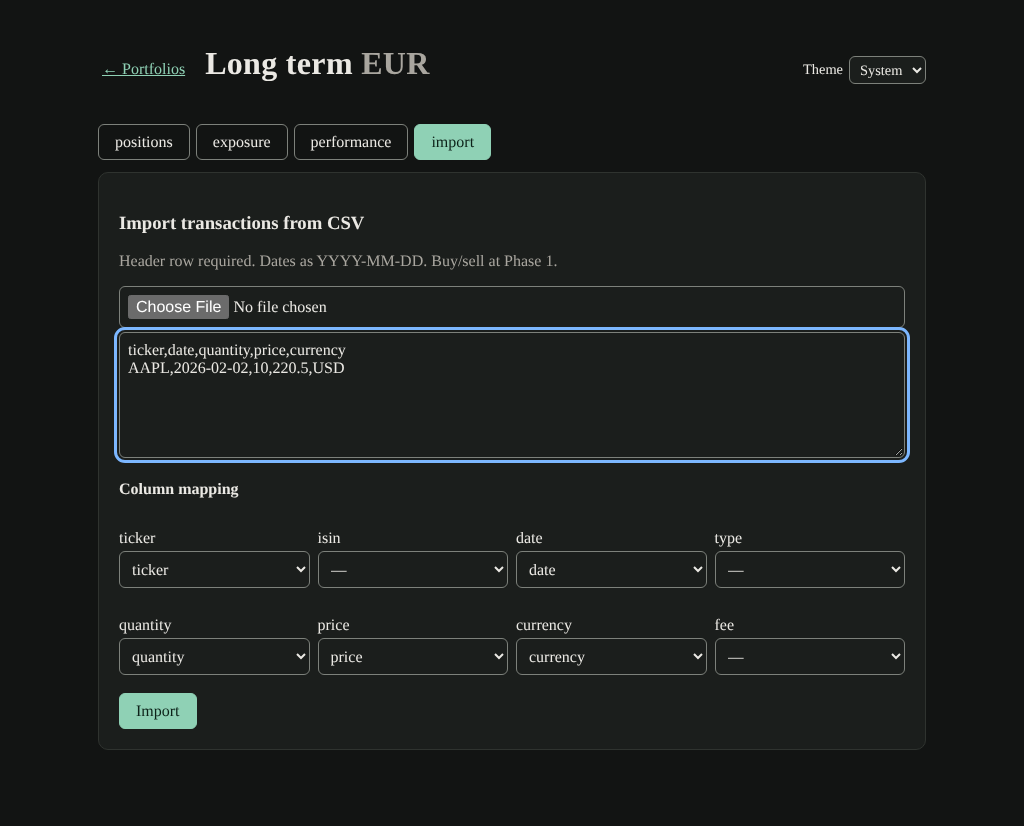 ← Portfolios Long term EUR Theme System
positions exposure performance import
Import transactions from CSV
Header row required. Dates as YYYY-MM-DD. Buy/sell at Phase 1.
Choose File No file chosen
ticker,date,quantity,price,currency
AAPL,2026-02-02,10,220.5,USD
Column mapping
ticker isin date type
ticker — date —
quantity price currency fee
quantity price currency —
Import